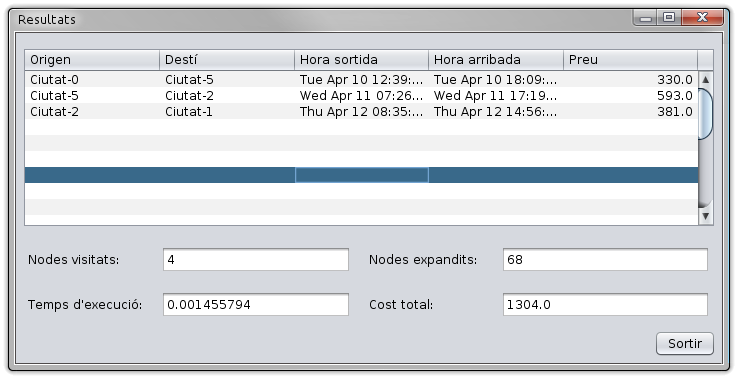 Resultats
Origen Destí Hora sortida Hora arribada Preu
Ciutat-0 Ciutat-5 Tue Apr 10 12:39:... Tue Apr 10 18:09:... 330.0
Ciutat-5 Ciutat-2 Wed Apr 11 07:26... Wed Apr 11 17:19... 593.0
Ciutat-2 Ciutat-1 Thu Apr 12 08:35:... Thu Apr 12 14:56:... 381.0
Nodes visitats: 4 Nodes expandits: 68
Temps d'execució: 0.001455794 Cost total: 1304.0
Sortir